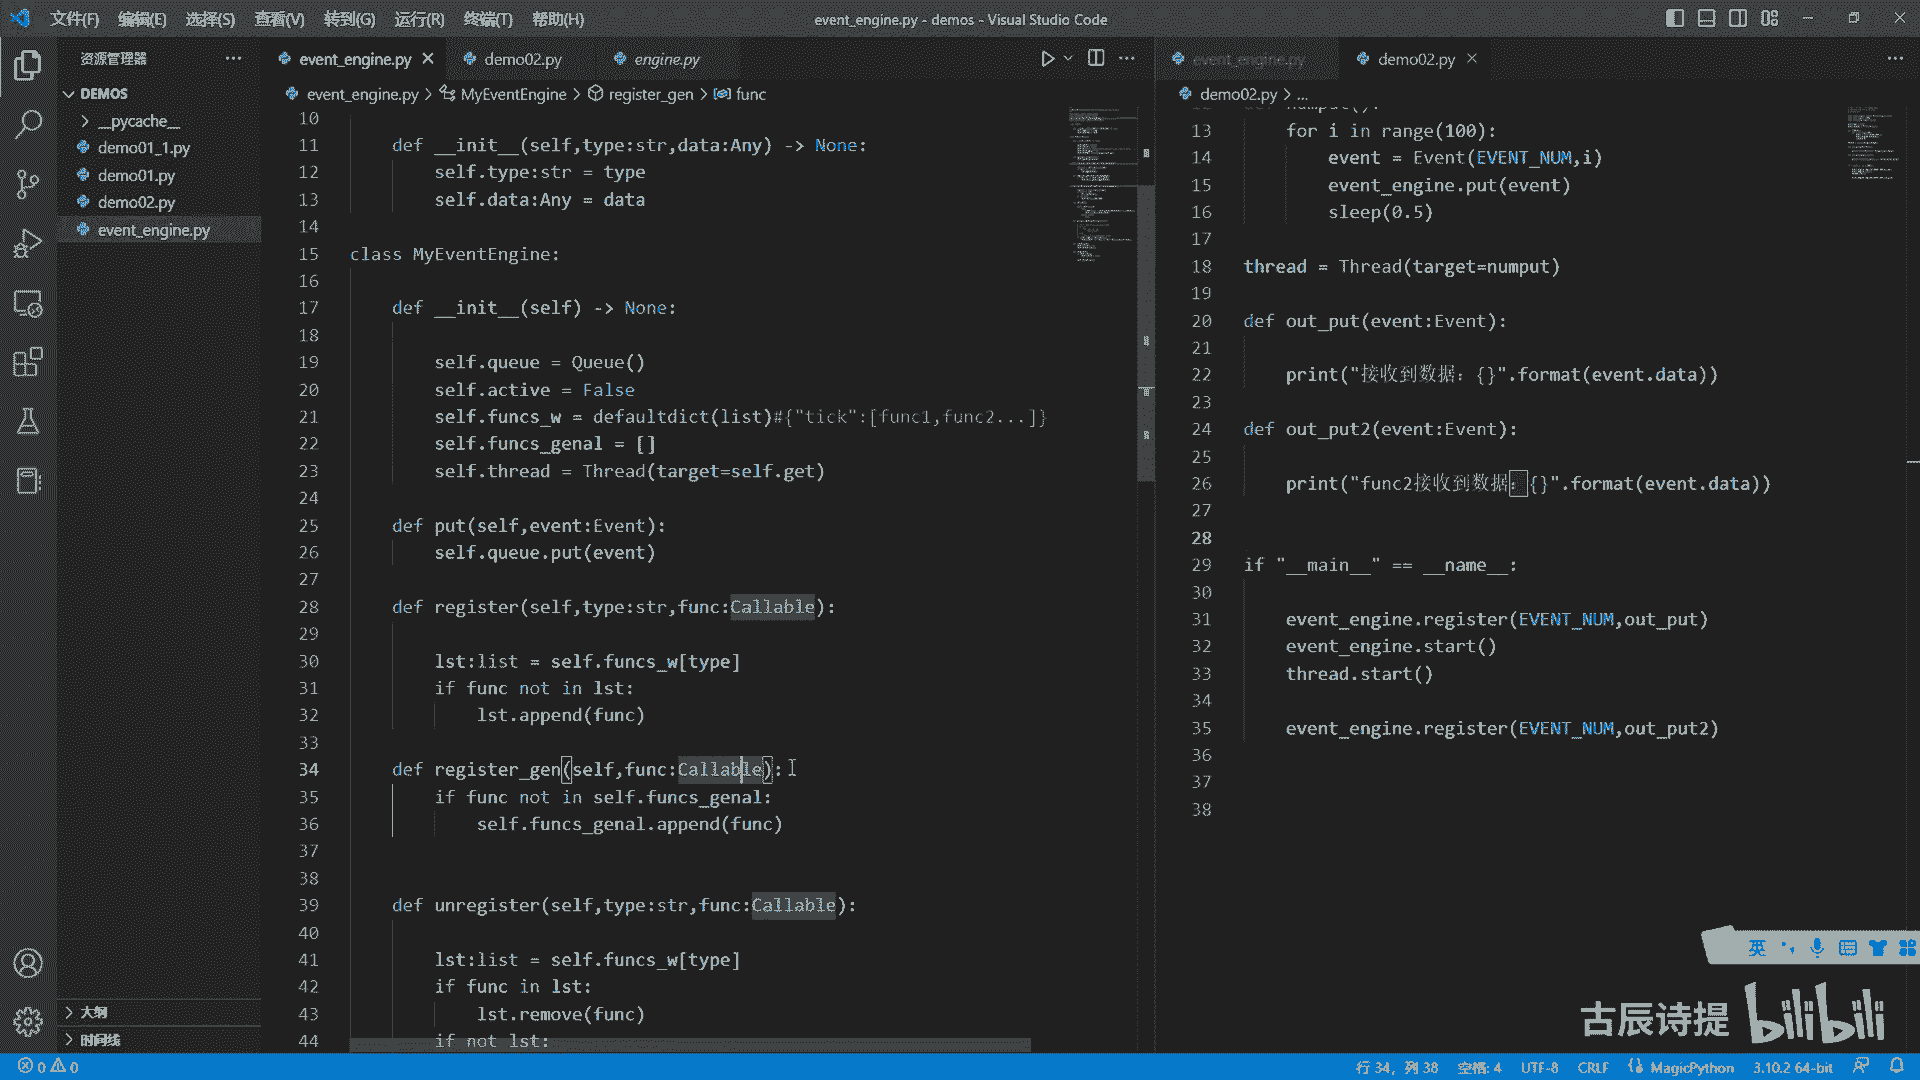 文件(F) 编辑(E) 选择(S) 查看(V) 转到(G) 运行(R) 终端(T) 帮助(H)
event_engine.py - demos - Visual Studio Code
资源管理器
DEMOS
__pycache__
demo01_1.py
demo01.py
demo02.py
event_engine.py
大纲
时间线
event_engine.py demo02.py engine.py
event_engine.py > MyEventEngine > register_gen > func
10
11 def __init__(self,type:str,data:Any) -> None:
12 self.type:str = type
13 self.data:Any = data
14
15 class MyEventEngine:
16
17 def __init__(self) -> None:
18
19 self.queue = Queue()
20 self.active = False
21 self.funcs_w = defaultdict(list)#{"tick":[func1,func2...]}
22 self.funcs_genal = []
23 self.thread = Thread(target=self.get)
24
25 def put(self,event:Event):
26 self.queue.put(event)
27
28 def register(self,type:str,func:Callable):
29
30 lst:list = self.funcs_w[type]
31 if func not in lst:
32 lst.append(func)
33
34 def register_gen(self,func:Callable):
35 if func not in self.funcs_genal:
36 self.funcs_genal.append(func)
37
38
39 def unregister(self,type:str,func:Callable):
40
41 lst:list = self.funcs_w[type]
42 if func in lst:
43 lst.remove(func)
44 if not lst:
event_engine.py demo02.py
demo02.py > ...
13 for i in range(100):
14 event = Event(EVENT_NUM,i)
15 event_engine.put(event)
16 sleep(0.5)
17
18 thread = Thread(target=numput)
19
20 def out_put(event:Event):
21
22 print("接收到数据：{}".format(event.data))
23
24 def out_put2(event:Event):
25
26 print("func2接收到数据：{}".format(event.data))
27
28
29 if "__main__" == __name__:
30
31 event_engine.register(EVENT_NUM,out_put)
32 event_engine.start()
33 thread.start()
34
35 event_engine.register(EVENT_NUM,out_put2)
36
37
38
英
古辰诗提 bilibili
0 0
行 34，列 38 空格: 4 UTF-8 CRLF MagicPython 3.10.2 64-bit